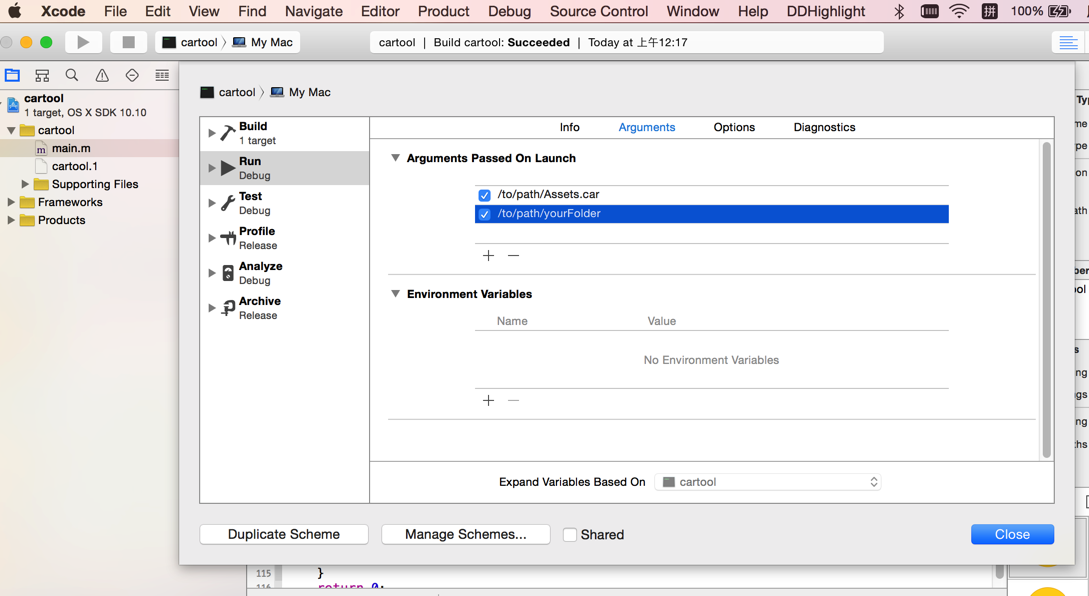 Xcode File Edit View Find Navigate Editor Product Debug Source Control Window Help DDHighlight 拼 100%
cartool 〉 My Mac
cartool | Build cartool: Succeeded | Today at 上午12:17
cartool
1 target, OS X SDK 10.10
cartool
main.m
cartool.1
Supporting Files
Frameworks
Products
cartool 〉 My Mac
Build
1 target
Run
Debug
Test
Debug
Profile
Release
Analyze
Debug
Archive
Release
Info Arguments Options Diagnostics
Arguments Passed On Launch
/to/path/Assets.car
/to/path/yourFolder
Environment Variables
Name Value
No Environment Variables
Expand Variables Based On cartool
Duplicate Scheme Manage Schemes... Shared Close
115 }
116 return 0;